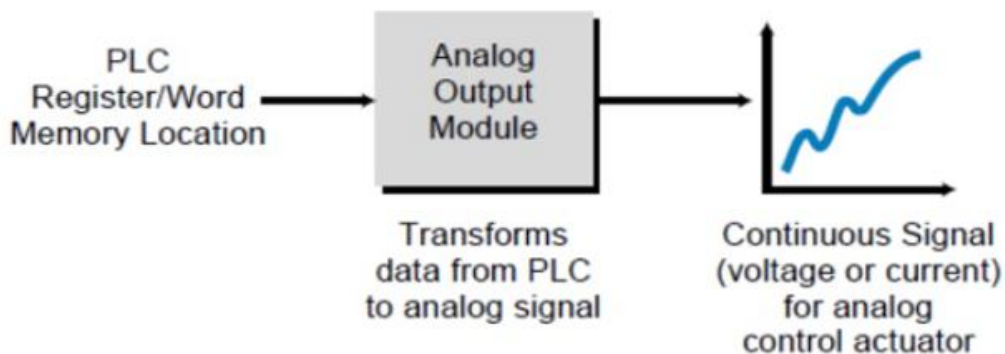 PLC
Register/Word
Memory Location
Analog
Output
Module
Transforms
data from PLC
to analog signal
Continuous Signal
(voltage or current)
for analog
control actuator